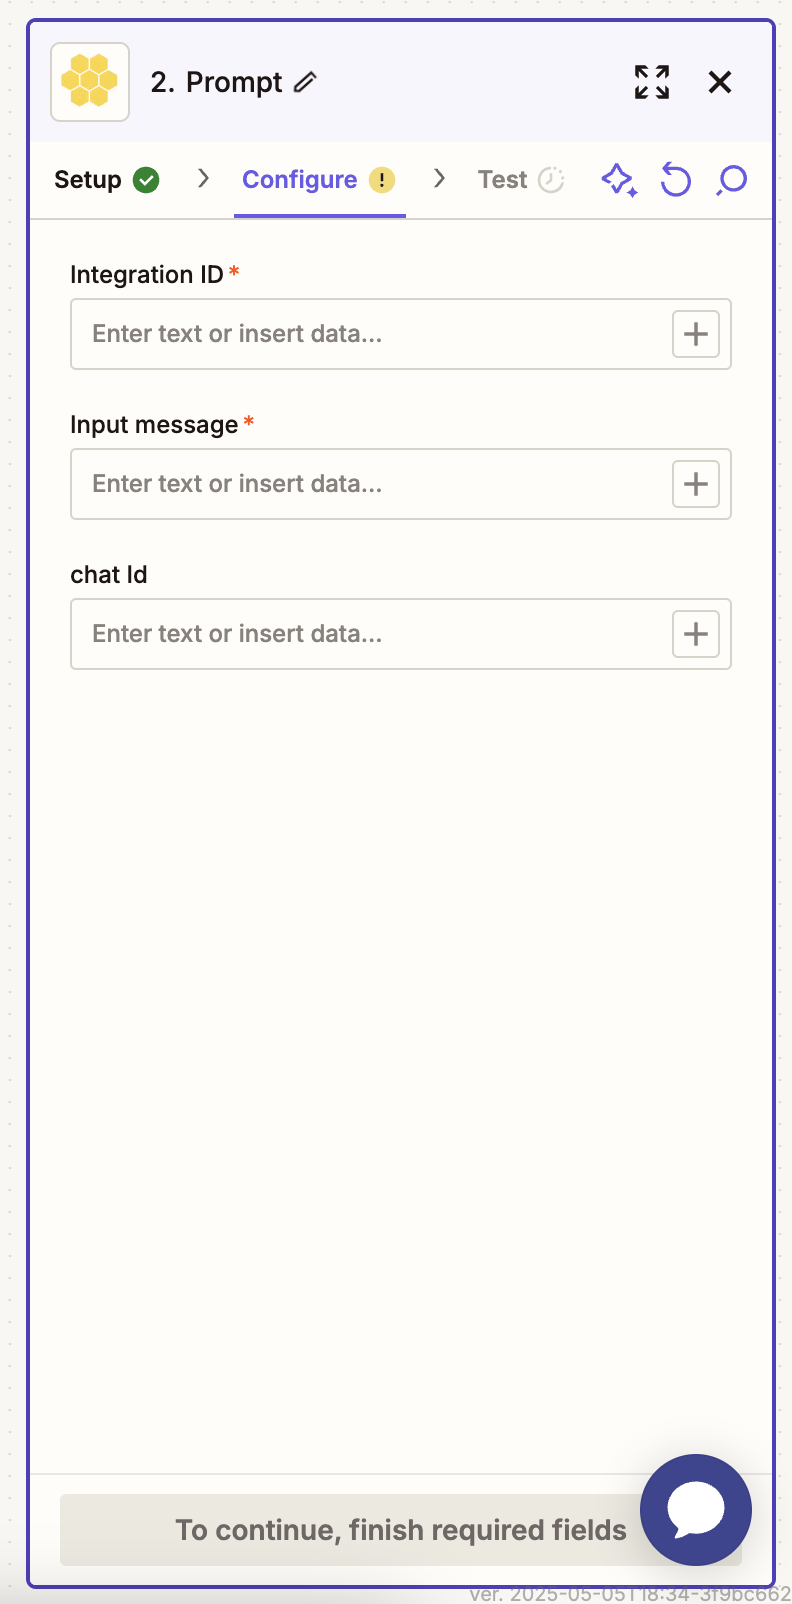 2. Prompt
Setup
Configure
!
Test
Integration ID *
Enter text or insert data...
Input message *
Enter text or insert data...
chat Id
Enter text or insert data...
To continue, finish required fields
ver. 2025-05-05T18:34-3f9bc662